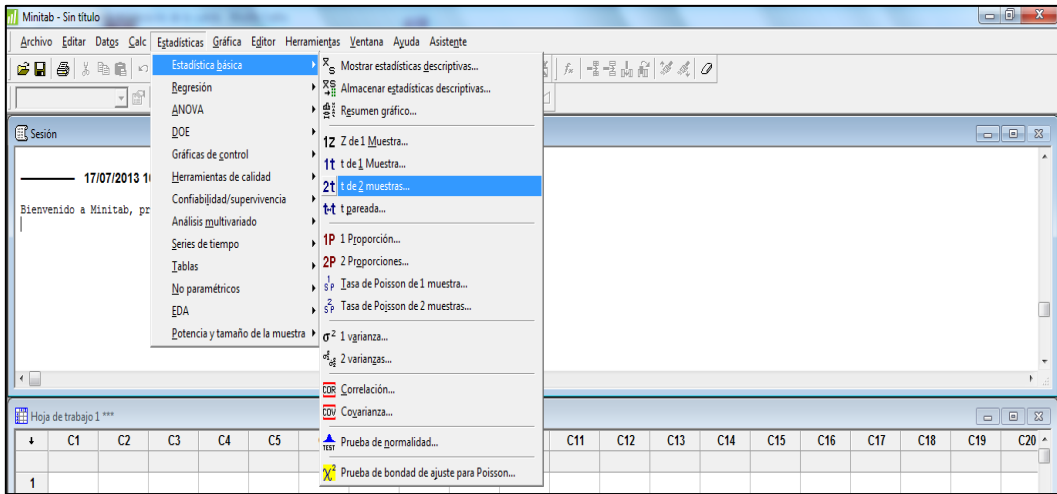 Minitab - Sin título
Archivo Editar Datos Calc Estadísticas Gráfica Editor Herramientas Ventana Ayuda Asistente
Estadística básica
Regresión
ANOVA
DOE
Gráficas de control
Herramientas de calidad
Confiabilidad/supervivencia
Análisis multivariado
Series de tiempo
Tablas
No paramétricos
EDA
Potencia y tamaño de la muestra
Mostrar estadísticas descriptivas...
Almacenar estadísticas descriptivas...
Resumen gráfico...
1Z Z de 1 Muestra...
1t t de 1 Muestra...
2t t de 2 muestras...
t-t t pareada...
1P 1 Proporción...
2P 2 Proporciones...
Tasa de Poisson de 1 muestra...
Tasa de Poisson de 2 muestras...
σ² 1 varianza...
2 varianzas...
COR Correlación...
COV Covarianza...
TEST Prueba de normalidad...
χ² Prueba de bondad de ajuste para Poisson...
Sesión
17/07/2013 1
Bienvenido a Minitab, pr
Hoja de trabajo 1 ***
C1 C2 C3 C4 C5 C11 C12 C13 C14 C15 C16 C17 C18 C19 C20
1